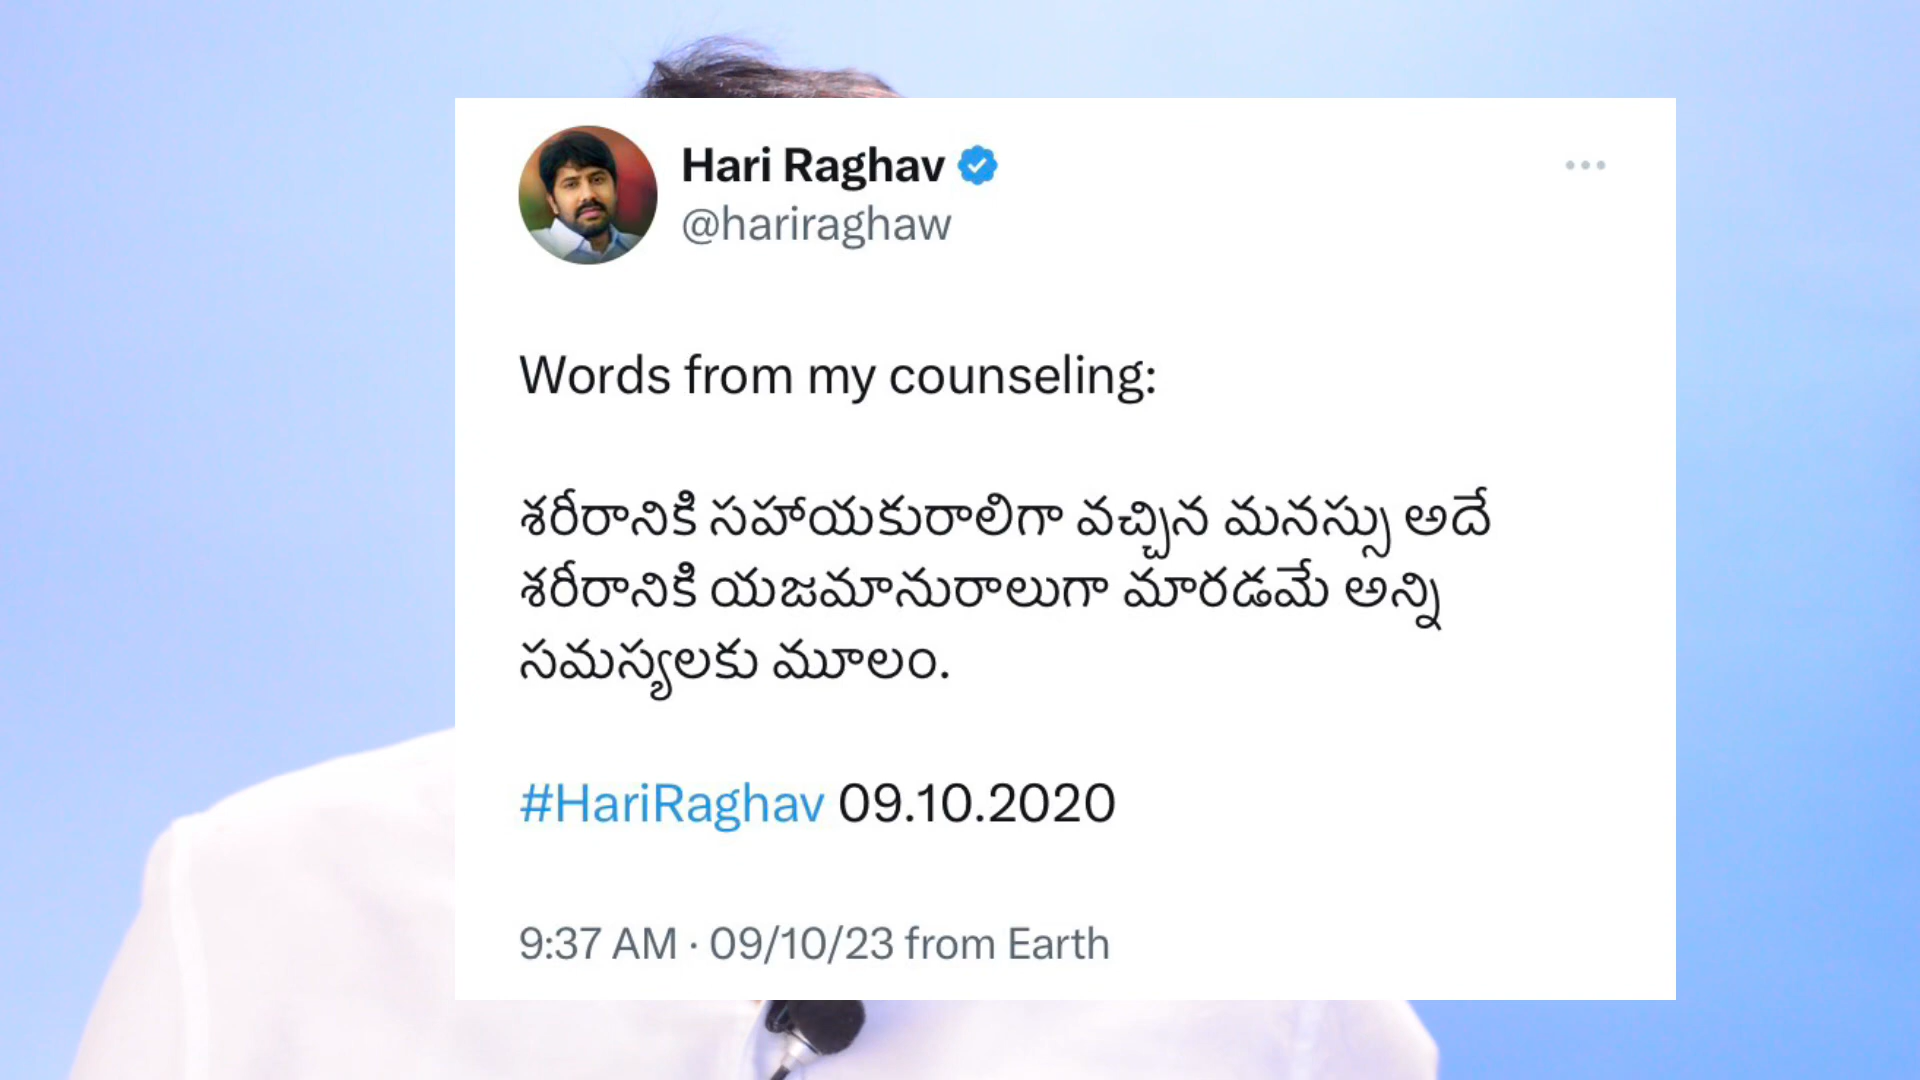 Hari Raghav
@hariraghaw
Words from my counseling:
శరీరానికి సహాయకురాలిగా వచ్చిన మనస్సు అదే
శరీరానికి యజమానురాలుగా మారడమే అన్ని
సమస్యలకు మూలం.
#HariRaghav 09.10.2020
9:37 AM · 09/10/23 from Earth